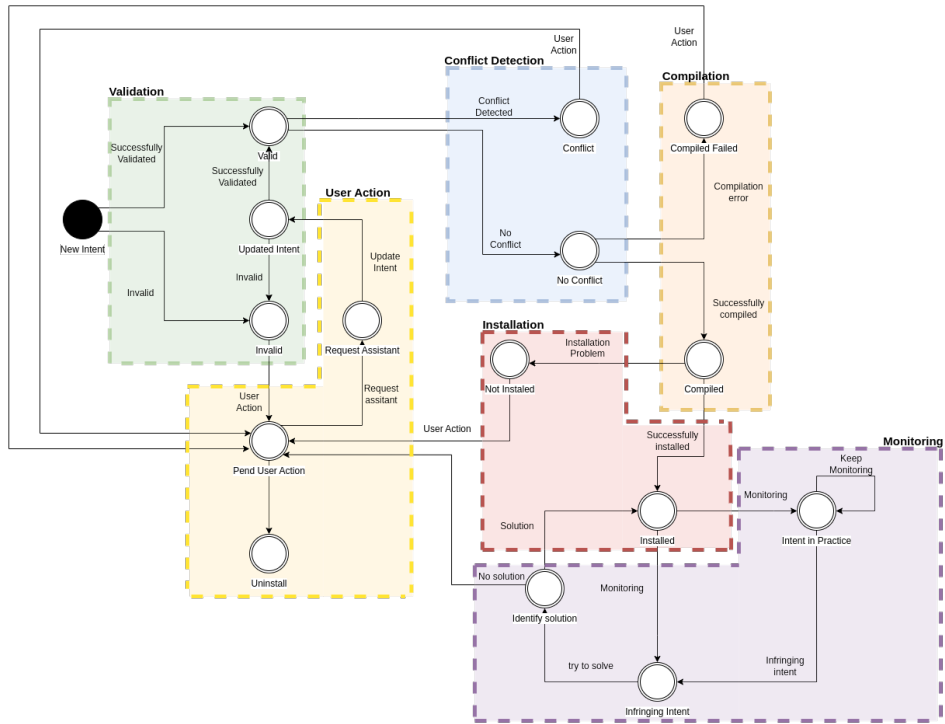 User
Action
User
Action
Conflict Detection
Compilation
Validation
Conflict
Detected
Successfully
Validated
Valid
Conflict
Compiled Failed
Successfully
Validated
User Action
Compilation
error
New Intent
Updated Intent
No
Conflict
Update
Intent
Invalid
Invalid
No Conflict
Successfully
compiled
Installation
Installation
Problem
Invalid
Request Assistant
Not Instaled
Compiled
User
Action
Request
assitant
User Action
Successfully
installed
Monitoring
Keep
Monitoring
Pend User Action
Monitoring
Solution
Installed
Intent in Practice
Uninstall
No solution
Monitoring
Identify solution
try to solve
Infringing
intent
Infringing Intent